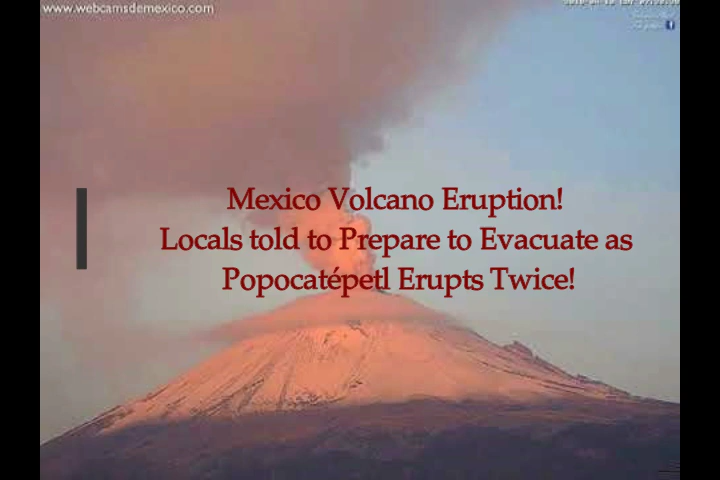 www.webcamsdemexico.com
Mexico Volcano Eruption!
Locals told to Prepare to Evacuate as
Popocatépetl Erupts Twice!